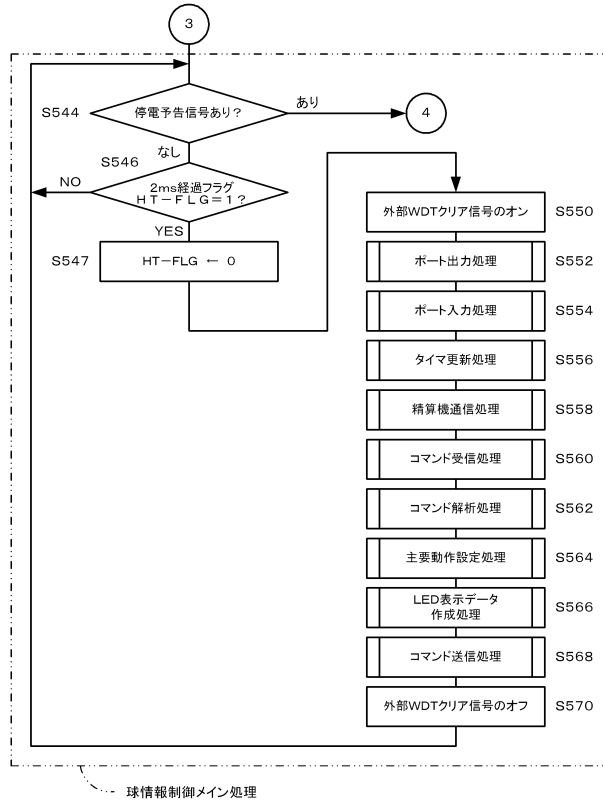 3
停電予告信号あり？
S544
あり
4
なし
S546
2ms経過フラグ
HT－FLG＝1？
NO
YES
S547
HT－FLG ← 0
外部WDTクリア信号のオン
S550
ポート出力処理
S552
ポート入力処理
S554
タイマ更新処理
S556
精算機通信処理
S558
コマンド受信処理
S560
コマンド解析処理
S562
主要動作設定処理
S564
LED表示データ
作成処理
S566
コマンド送信処理
S568
外部WDTクリア信号のオフ
S570
球情報制御メイン処理